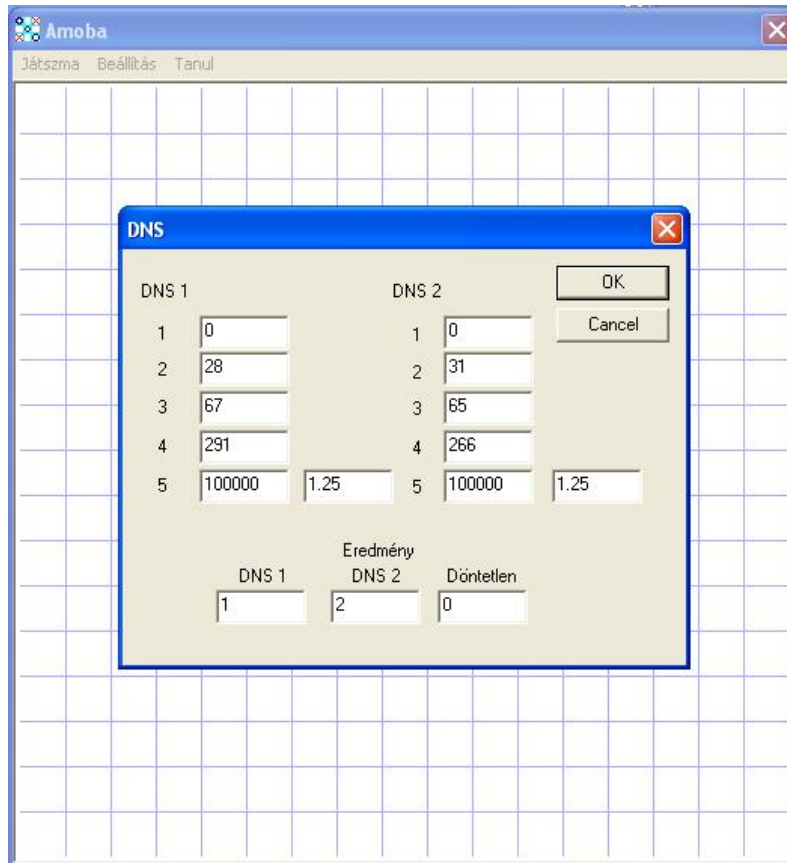 Amoba
Játszma Beállítás Tanul
DNS
DNS 1 DNS 2 OK
1 0 1 0 Cancel
2 28 2 31
3 67 3 65
4 291 4 266
5 100000 1.25 5 100000 1.25
Eredmény
DNS 1 DNS 2 Döntetlen
1 2 0